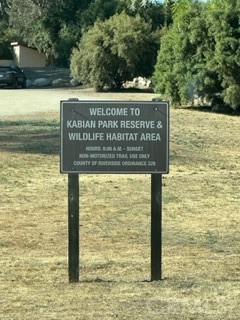 WELCOME TO
KABIAN PARK RESERVE &
WILDLIFE HABITAT AREA
HOURS: 8:00 A.M - SUNSET
NON-MOTORIZED TRAIL USE ONLY
COUNTY OF RIVERSIDE ORDINANCE 328